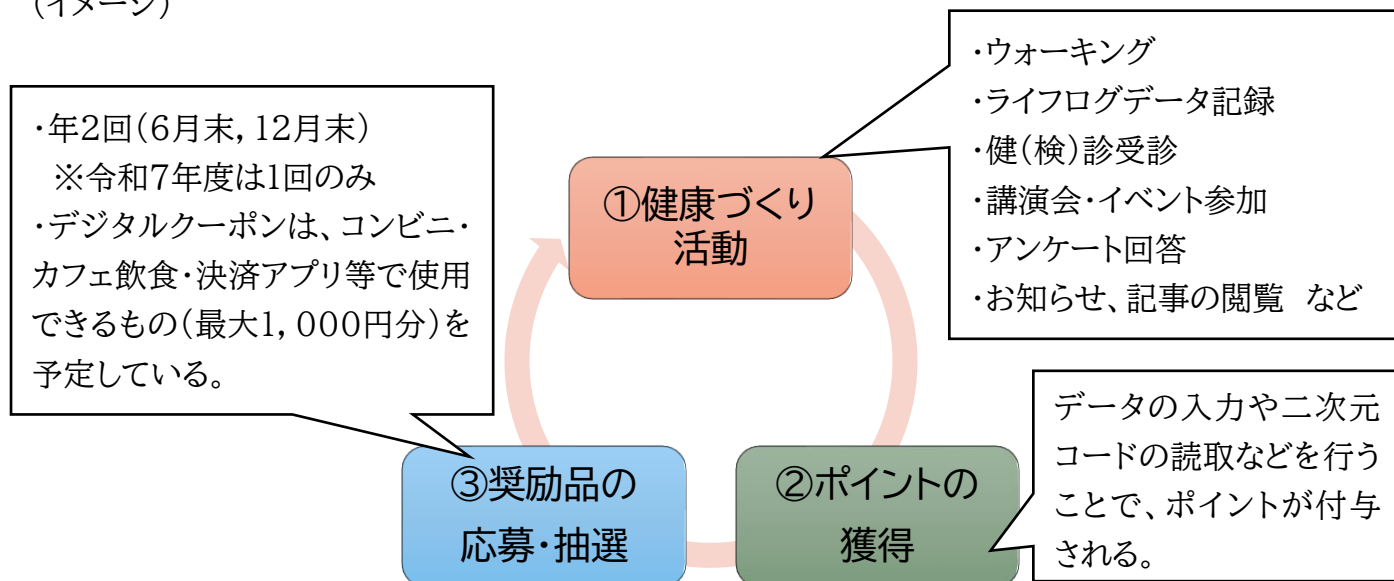 (イメージ)
・ウォーキング
・ライフログデータ記録
・健(検)診受診
・講演会・イベント参加
・アンケート回答
・お知らせ、記事の閲覧 など
・年2回(6月末,12月末)
※令和7年度は1回のみ
・デジタルクーポンは、コンビニ・
カフェ飲食・決済アプリ等で使用
できるもの(最大1,000円分)を
予定している。
①健康づくり
活動
データの入力や二次元
コードの読取などを行う
ことで、ポイントが付与
される。
②ポイントの
獲得
③奨励品の
応募・抽選